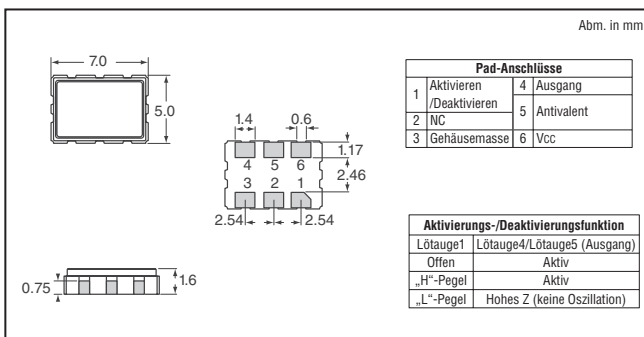 Abm. in mm
7.0
5.0
1.4
0.6
1.17
2.46
4 5 6
3 2 1
2.54
2.54
0.75
1.6
Pad-Anschlüsse
1 Aktivieren /Deaktivieren 4 Ausgang
2 NC 5 Antivalent
3 Gehäusemasse 6 Vcc
Aktivierungs-/Deaktivierungsfunktion
Lötauge1 Lötauge4/Lötauge5 (Ausgang)
Offen Aktiv
„H“-Pegel Aktiv
„L“-Pegel Hohes Z (keine Oszillation)